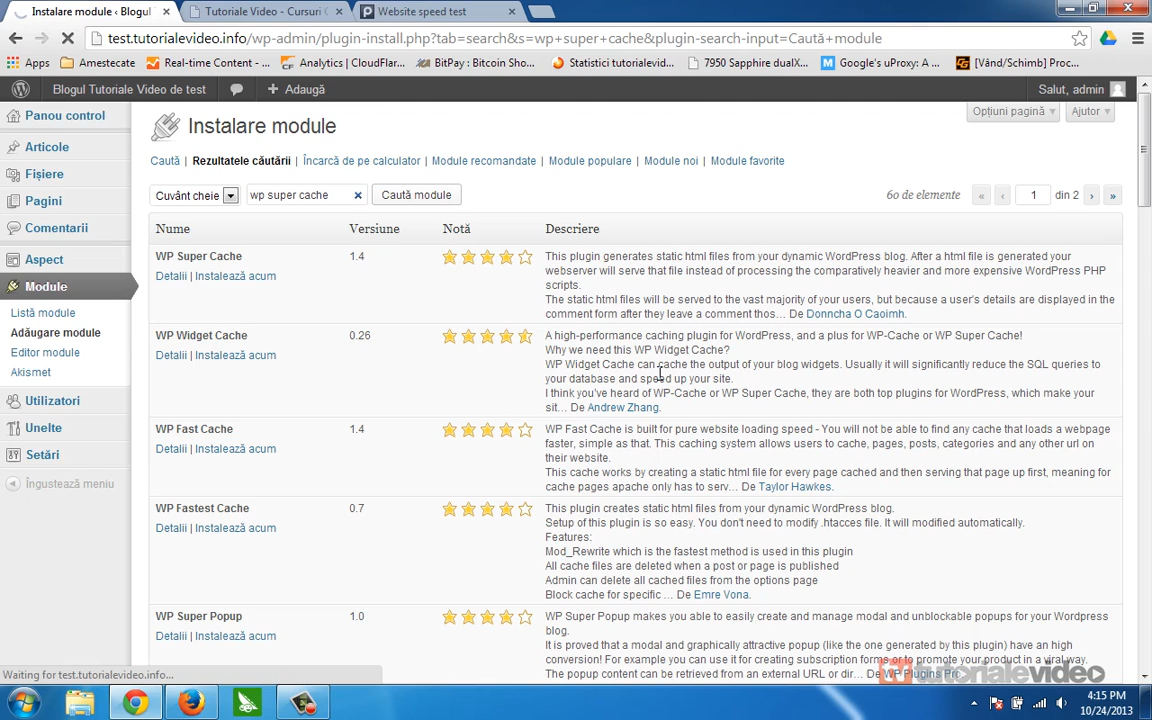 Instalare module ‹ Blogul
Tutoriale Video - Cursuri
Website speed test
test.tutorialevideo.info/wp-admin/plugin-install.php?tab=search&s=wp+super+cache&plugin-search-input=Caută+module
Apps
Amestecate
Real-time Content - ...
Analytics | CloudFlar...
BitPay : Bitcoin Sho...
Statistici tutorialevid...
7950 Sapphire dualX...
Google's uProxy: A ...
[Vând/Schimb] Proc...
Blogul Tutoriale Video de test
+ Adaugă
Salut, admin
Panou control
Articole
Fișiere
Pagini
Comentarii
Aspect
Module
Listă module
Adăugare module
Editor module
Akismet
Utilizatori
Unelte
Setări
Îngustează meniu
Opțiuni pagină
Ajutor
Instalare module
Caută | Rezultatele căutării | Încarcă de pe calculator | Module recomandate | Module populare | Module noi | Module favorite
Cuvânt cheie
wp super cache
Caută module
60 de elemente « ‹ 1 din 2 › »
Nume Versiune Notă Descriere
WP Super Cache
Detalii | Instalează acum
1.4
This plugin generates static html files from your dynamic WordPress blog. After a html file is generated your
webserver will serve that file instead of processing the comparatively heavier and more expensive WordPress PHP
scripts.
The static html files will be served to the vast majority of your users, but because a user's details are displayed in the
comment form after they leave a comment thos... De Donncha O Caoimh.
WP Widget Cache
Detalii | Instalează acum
0.26
A high-performance caching plugin for WordPress, and a plus for WP-Cache or WP Super Cache!
Why we need this WP Widget Cache?
WP Widget Cache can cache the output of your blog widgets. Usually it will significantly reduce the SQL queries to
your database and speed up your site.
I think you've heard of WP-Cache or WP Super Cache, they are both top plugins for WordPress, which make your
sit... De Andrew Zhang.
WP Fast Cache
Detalii | Instalează acum
1.4
WP Fast Cache is built for pure website loading speed - You will not be able to find any cache that loads a webpage
faster, simple as that. This caching system allows users to cache, pages, posts, categories and any other url on
their website.
This cache works by creating a static html file for every page cached and then serving that page up first, meaning for
cache pages apache only has to serv... De Taylor Hawkes.
WP Fastest Cache
Detalii | Instalează acum
0.7
This plugin creates static html files from your dynamic WordPress blog.
Setup of this plugin is so easy. You don't need to modify .htacces file. It will modified automatically.
Features:
Mod_Rewrite which is the fastest method is used in this plugin
All cache files are deleted when a post or page is published
Admin can delete all cached files from the options page
Block cache for specific ... De Emre Vona.
WP Super Popup
Detalii | Instalează acum
1.0
WP Super Popup makes you able to easily create and manage modal and unblockable popups for your Wordpress
blog.
It is proved that a modal and graphically attractive popup (like the one generated by this plugin) have an high
conversion! For example you can use it for creating subscription forms or to promote your product in a viral way.
The popup content can be retrieved from an external URL or dir... De WP Plugins Pro.
tutorialevideo
Waiting for test.tutorialevideo.info...
4:15 PM
10/24/2013